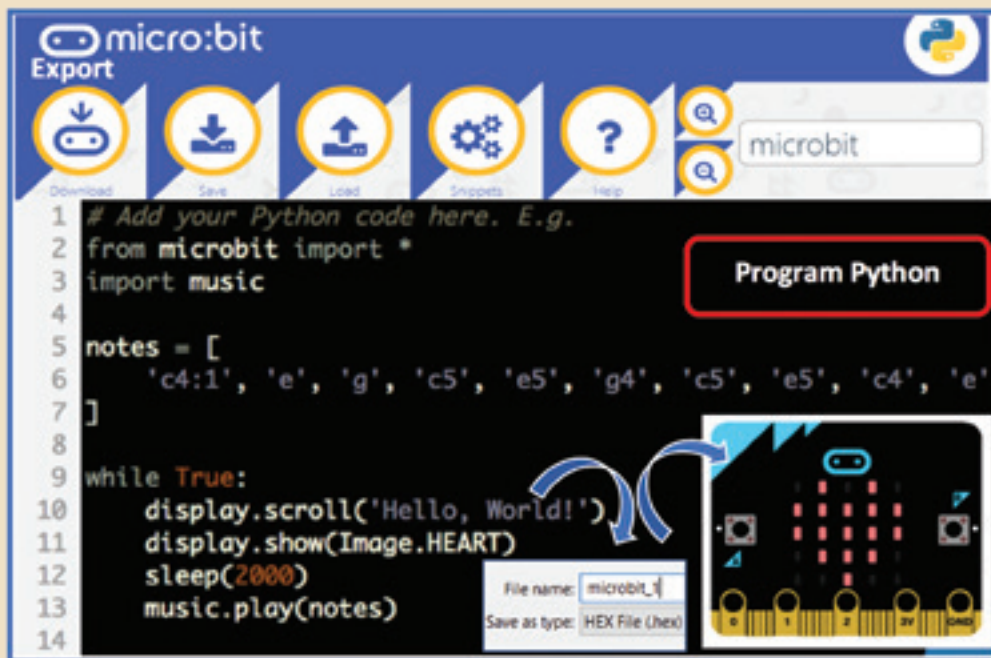 micro:bit
Export
Download
Save
Load
Snippets
Help
microbit
1 # Add your Python code here. E.g.
2 from microbit import *
3 import music
4
5 notes = [
6 'c4:1', 'e', 'g', 'c5', 'e5', 'g4', 'c5', 'e5', 'c4', 'e'
7 ]
8
9 while True:
10 display.scroll('Hello, World!')
11 display.show(Image.HEART)
12 sleep(2000)
13 music.play(notes)
14
Program Python
File name: microbit_1
Save as type: HEX File (.hex)
0 1 2 3V GND